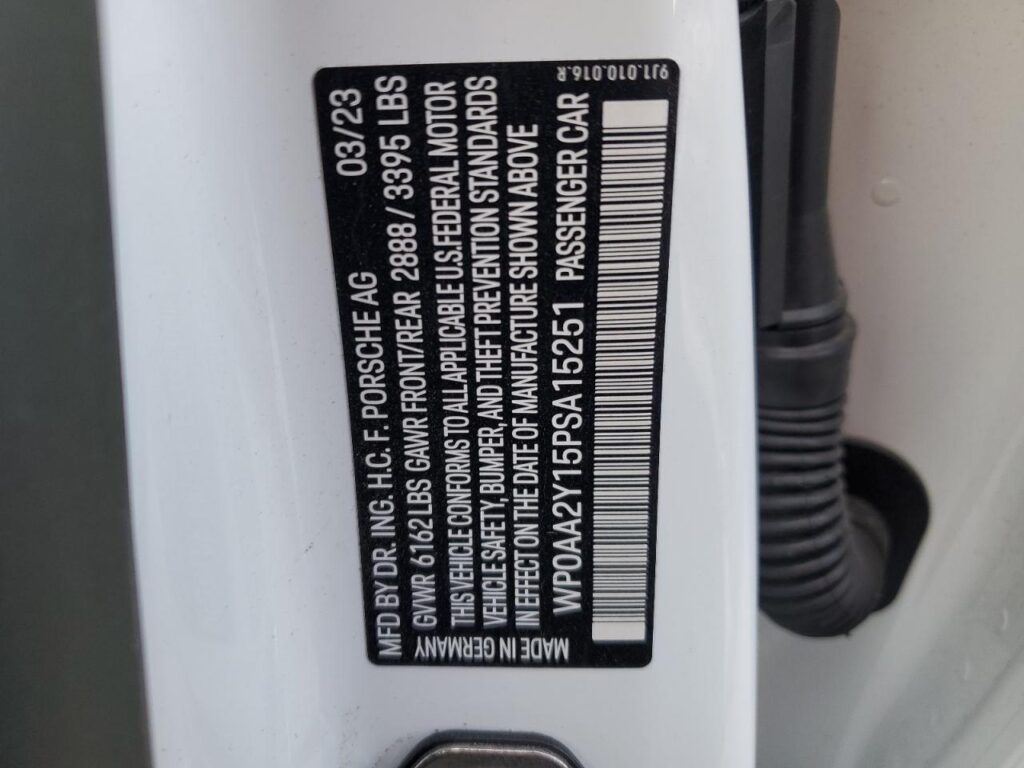 MFD BY DR. ING. H.C. F. PORSCHE AG 03/23
GVWR 6162 LBS GAWR FRONT/REAR 2888 / 3395 LBS
THIS VEHICLE CONFORMS TO ALL APPLICABLE U.S.FEDERAL MOTOR
VEHICLE SAFETY, BUMPER, AND THEFT PREVENTION STANDARDS
IN EFFECT ON THE DATE OF MANUFACTURE SHOWN ABOVE
WP0AA2Y15PSA15251 PASSENGER CAR
MADE IN GERMANY
9J1.010.016.R